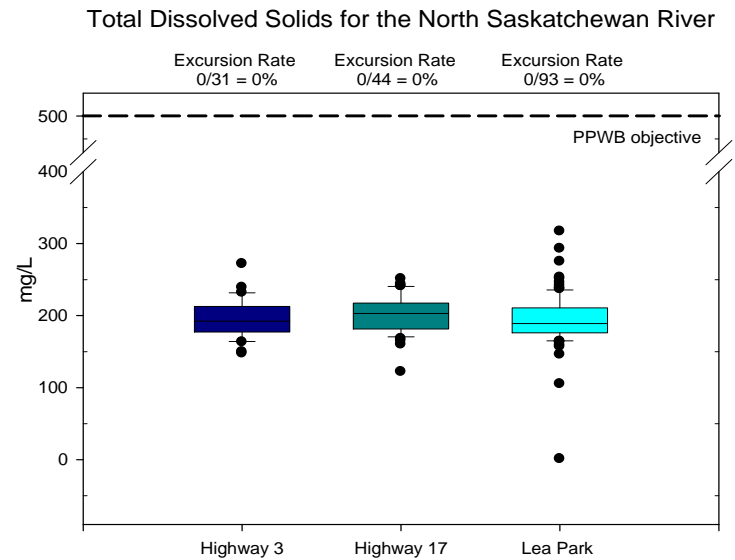 Total Dissolved Solids for the North Saskatchewan River
Excursion Rate
0/31 = 0%
Excursion Rate
0/44 = 0%
Excursion Rate
0/93 = 0%
500
PPWB objective
400
300
mg/L
200
100
0
Highway 3
Highway 17
Lea Park